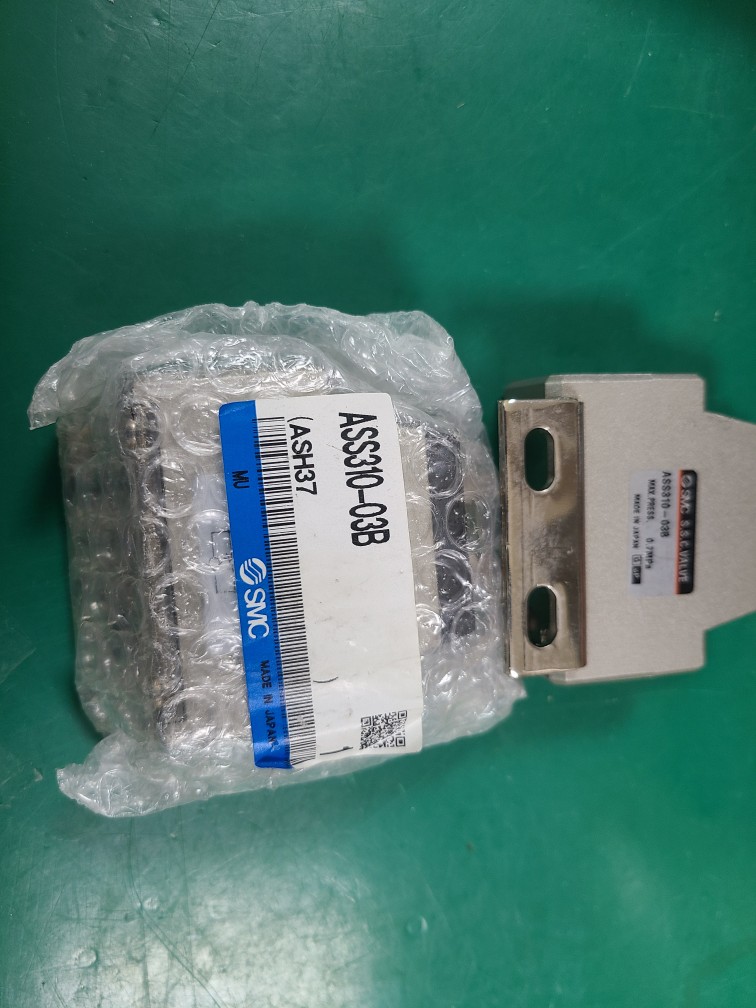 ASS310-03B
(ASH37
)
1
MU
SMC
MADE IN JAPAN
SMC S.S.C.VALVE
ASS310-03B
MAX.PRESS. 0.7MPa
MADE IN JAPAN